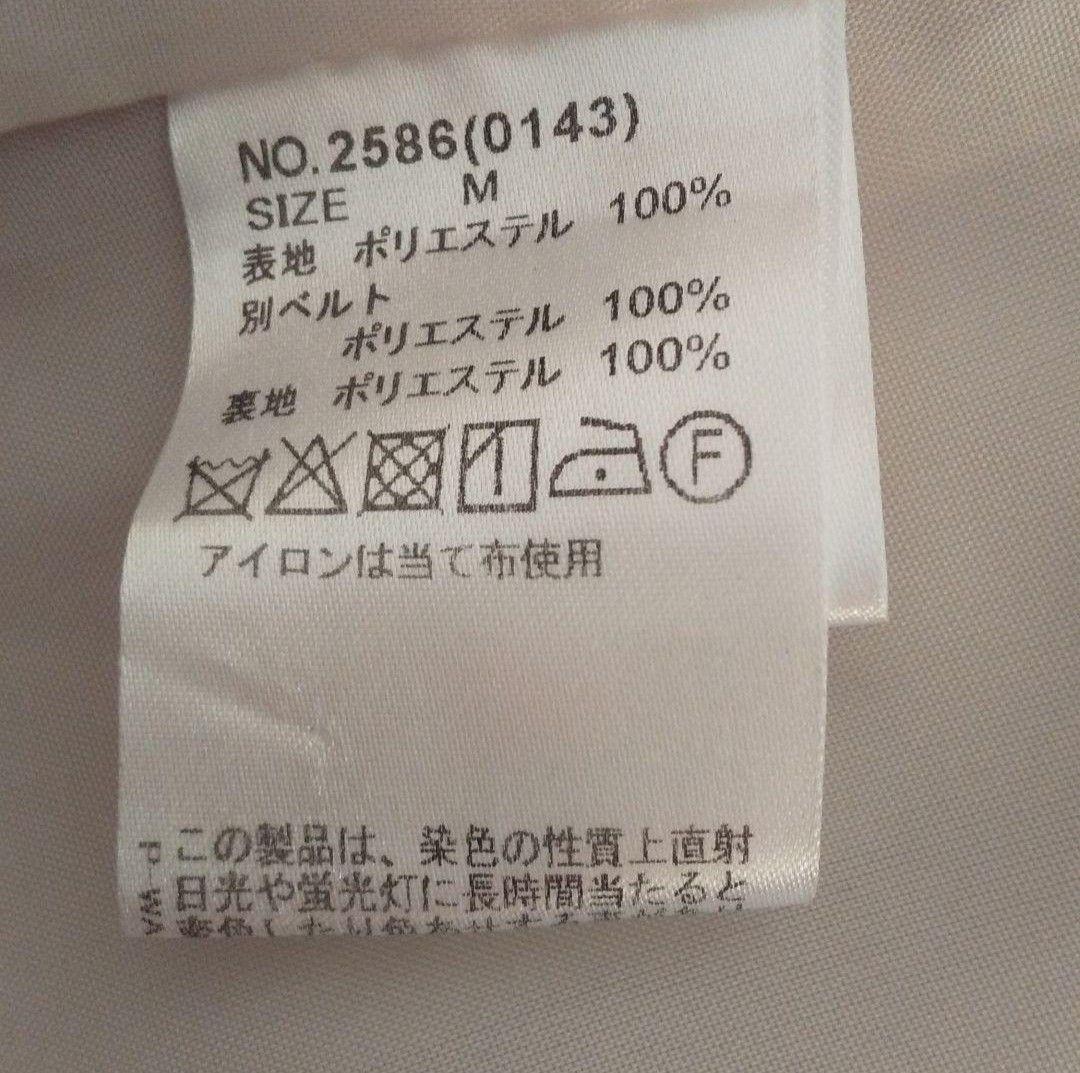 NO.2586(0143)
SIZE M
表地 ポリエステル 100%
別ベルト
ポリエステル 100%
裏地 ポリエステル 100%
F
アイロンは当て布使用
この製品は、染色の性質上直射
日光や蛍光灯に長時間当たると
P-WA